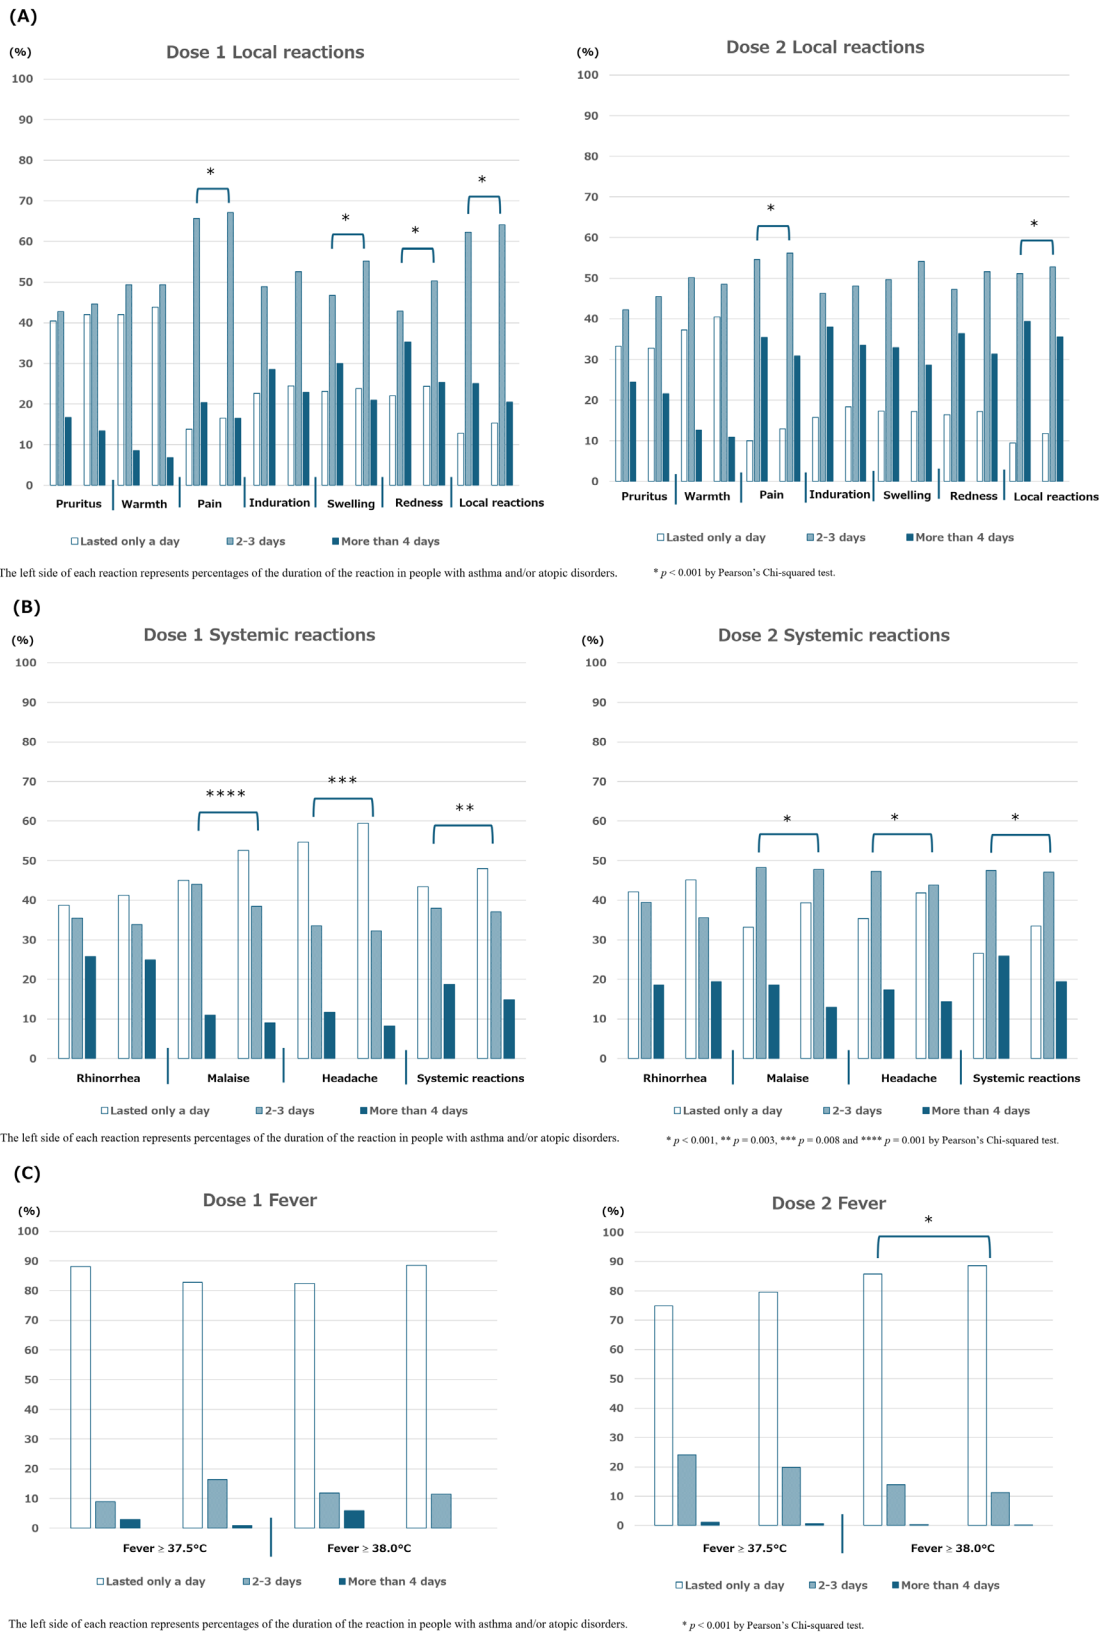 (A)
Dose 1 Local reactions
(%)
100
90
80
70
60
50
40
30
20
10
0
*
*
*
*
Pruritus
Warmth
Pain
Induration
Swelling
Redness
Local reactions
Lasted only a day
2-3 days
More than 4 days
Dose 2 Local reactions
(%)
100
90
80
70
60
50
40
30
20
10
0
*
*
Pruritus
Warmth
Pain
Induration
Swelling
Redness
Local reactions
Lasted only a day
2-3 days
More than 4 days
The left side of each reaction represents percentages of the duration of the reaction in people with asthma and/or atopic disorders.
* p < 0.001 by Pearson's Chi-squared test.
(B)
Dose 1 Systemic reactions
(%)
100
90
80
70
60
50
40
30
20
10
0
****
***
**
Rhinorrhea
Malaise
Headache
Systemic reactions
Lasted only a day
2-3 days
More than 4 days
Dose 2 Systemic reactions
(%)
100
90
80
70
60
50
40
30
20
10
0
*
*
*
Rhinorrhea
Malaise
Headache
Systemic reactions
Lasted only a day
2-3 days
More than 4 days
The left side of each reaction represents percentages of the duration of the reaction in people with asthma and/or atopic disorders.
* p < 0.001, ** p = 0.003, *** p = 0.008 and **** p = 0.001 by Pearson's Chi-squared test.
(C)
Dose 1 Fever
(%)
100
90
80
70
60
50
40
30
20
10
0
Fever ≥ 37.5°C
Fever ≥ 38.0°C
Lasted only a day
2-3 days
More than 4 days
Dose 2 Fever
(%)
100
90
80
70
60
50
40
30
20
10
0
*
Fever ≥ 37.5°C
Fever ≥ 38.0°C
Lasted only a day
2-3 days
More than 4 days
The left side of each reaction represents percentages of the duration of the reaction in people with asthma and/or atopic disorders.
* p < 0.001 by Pearson's Chi-squared test.